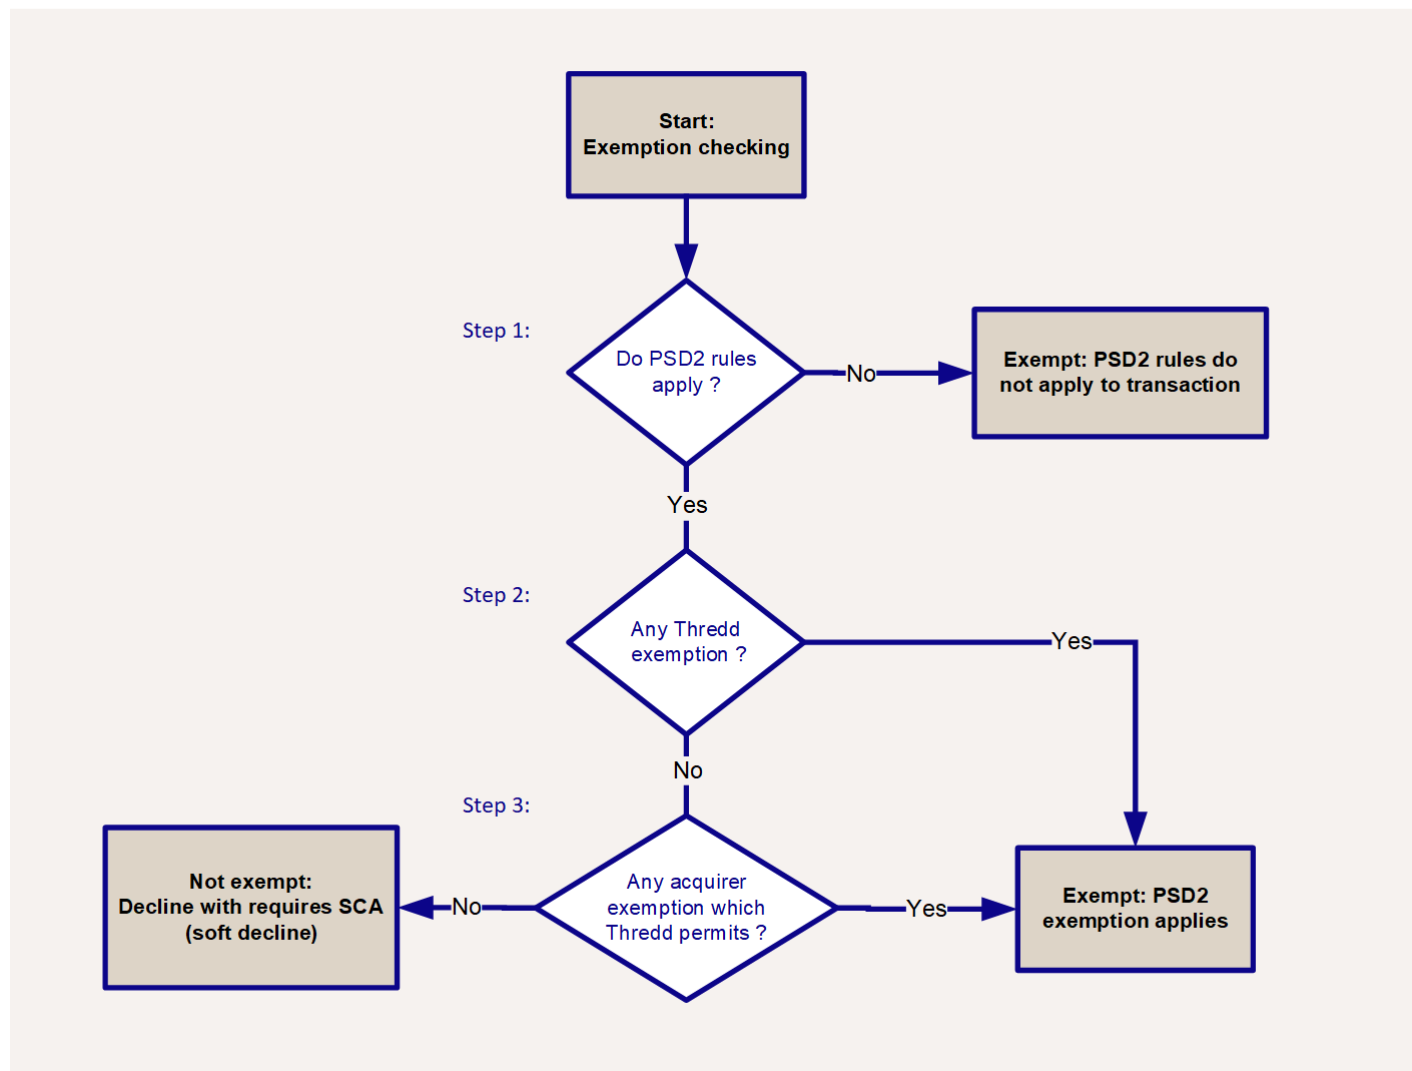 Start:
Exemption checking
Step 1:
Do PSD2 rules
apply ?
No
Exempt: PSD2 rules do
not apply to transaction
Yes
Step 2:
Any Thredd
exemption ?
Yes
No
Step 3:
Any acquirer
exemption which
Thredd permits ?
No
Not exempt:
Decline with requires SCA
(soft decline)
Yes
Exempt: PSD2
exemption applies